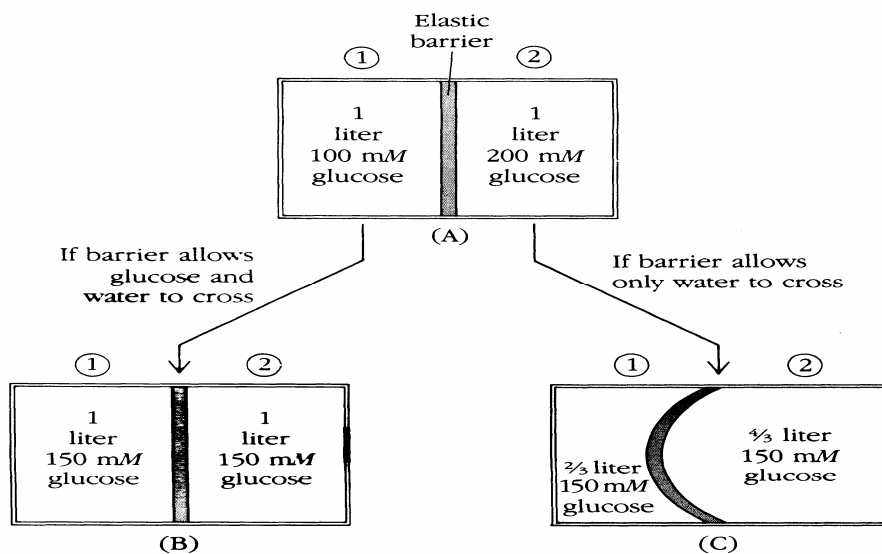 Elastic
barrier
① ②
1
liter
100 mM
glucose
1
liter
200 mM
glucose
(A)
If barrier allows
glucose and
water to cross
If barrier allows
only water to cross
① ②
1
liter
150 mM
glucose
1
liter
150 mM
glucose
(B)
① ②
⅔ liter
150 mM
glucose
⁴⁄₃ liter
150 mM
glucose
(C)